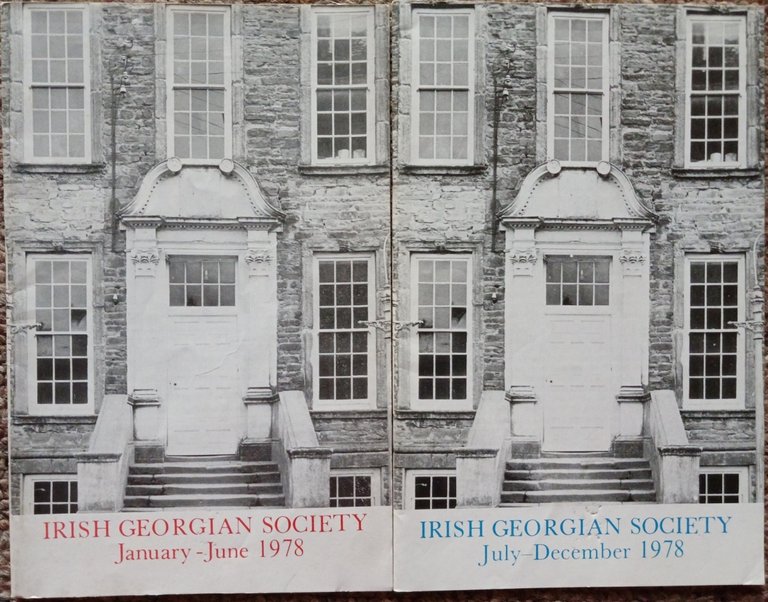 IRISH GEORGIAN SOCIETY
January-June 1978
IRISH GEORGIAN SOCIETY
July-December 1978